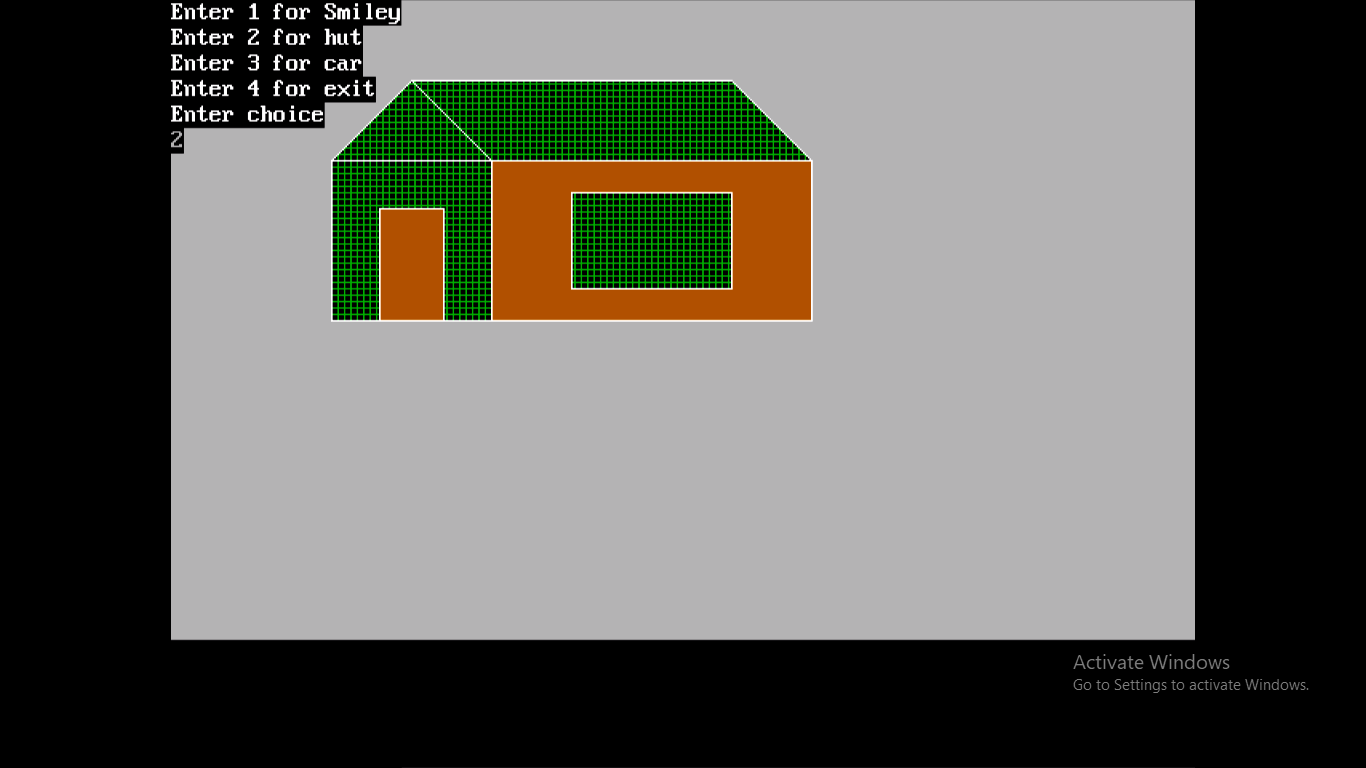 Enter 1 for Smiley
Enter 2 for hut
Enter 3 for car
Enter 4 for exit
Enter choice
2
Activate Windows
Go to Settings to activate Windows.